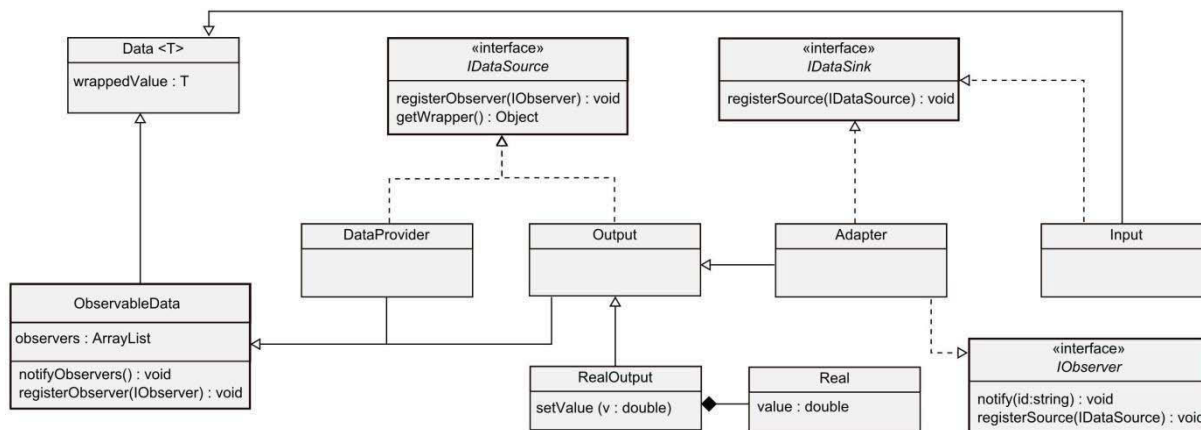 Data <T>
wrappedValue : T
«interface»
IDataSource
registerObserver(IObserver) : void
getWrapper() : Object
«interface»
IDataSink
registerSource(IDataSource) : void
DataProvider
Output
Adapter
Input
ObservableData
observers : ArrayList
notifyObservers() : void
registerObserver(IObserver) : void
RealOutput
setValue (v : double)
Real
value : double
«interface»
IObserver
notify(id:string) : void
registerSource(IDataSource) : void